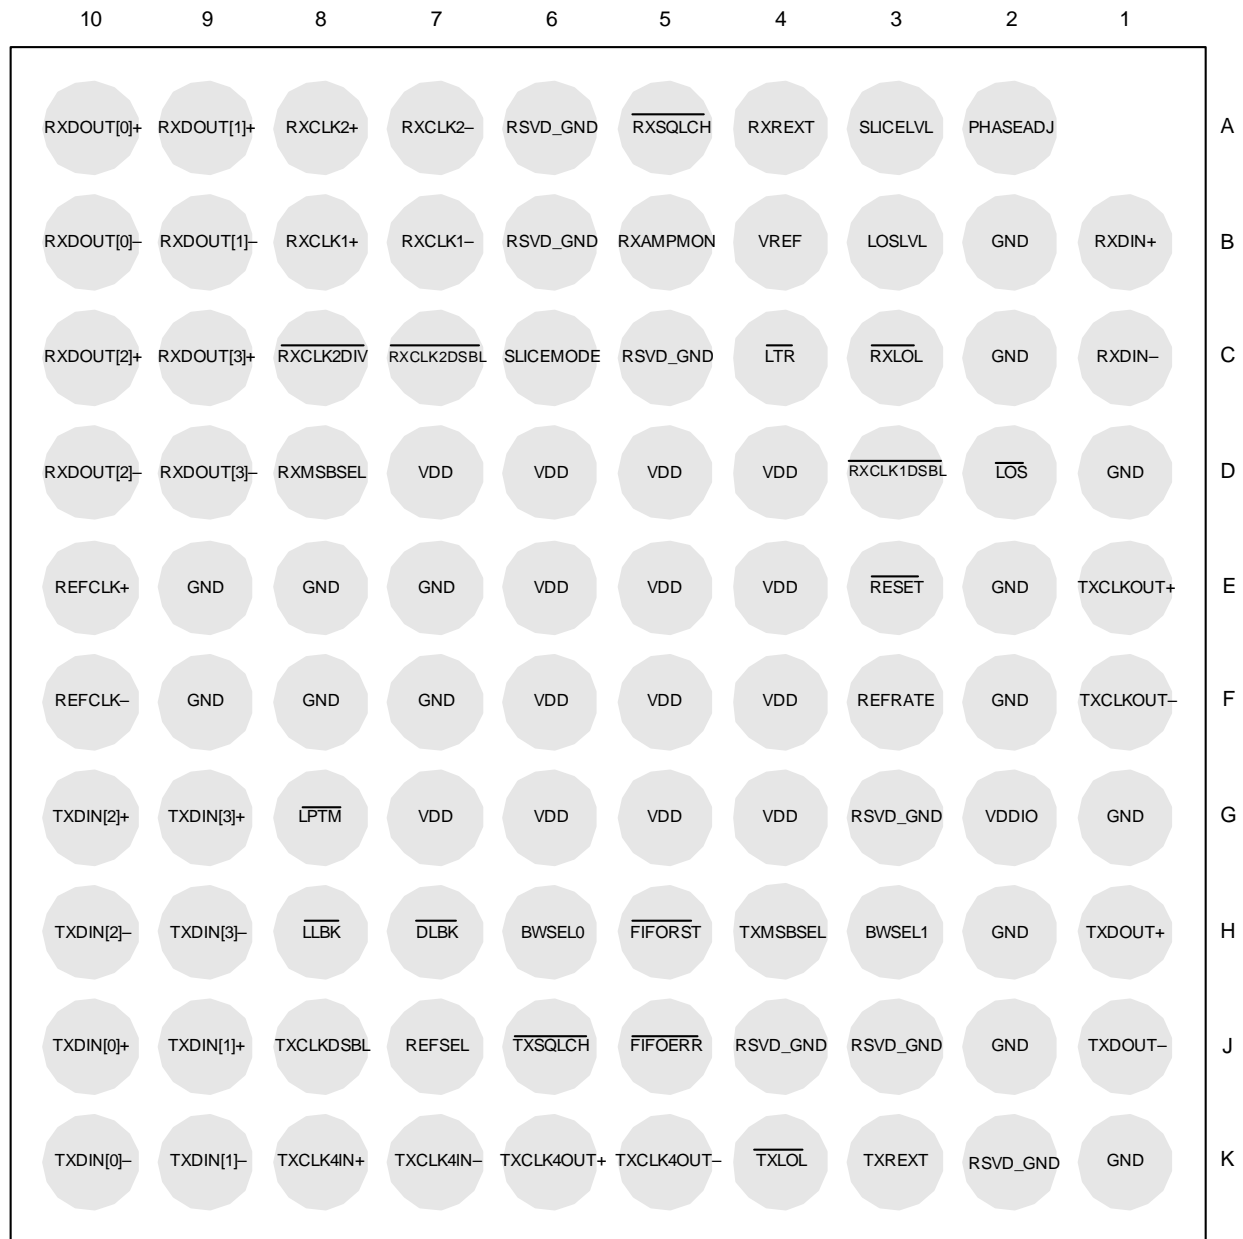 10 9 8 7 6 5 4 3 2 1
RXDOUT[0]+ RXDOUT[1]+ RXCLK2+ RXCLK2– RSVD_GND RXSQLCH RXREXT SLICELVL PHASEADJ A
RXDOUT[0]– RXDOUT[1]– RXCLK1+ RXCLK1– RSVD_GND RXAMPMON VREF LOSLVL GND RXDIN+ B
RXDOUT[2]+ RXDOUT[3]+ RXCLK2DIV RXCLK2DSBL SLICEMODE RSVD_GND LTR RXLOL GND RXDIN– C
RXDOUT[2]– RXDOUT[3]– RXMSBSEL VDD VDD VDD VDD RXCLK1DSBL LOS GND D
REFCLK+ GND GND GND VDD VDD VDD RESET GND TXCLKOUT+ E
REFCLK– GND GND GND VDD VDD VDD REFRATE GND TXCLKOUT– F
TXDIN[2]+ TXDIN[3]+ LPTM VDD VDD VDD VDD RSVD_GND VDDIO GND G
TXDIN[2]– TXDIN[3]– LLBK DLBK BWSEL0 FIFORST TXMSBSEL BWSEL1 GND TXDOUT+ H
TXDIN[0]+ TXDIN[1]+ TXCLKDSBL REFSEL TXSQLCH FIFOERR RSVD_GND RSVD_GND GND TXDOUT– J
TXDIN[0]– TXDIN[1]– TXCLK4IN+ TXCLK4IN– TXCLK4OUT+ TXCLK4OUT– TXLOL TXREXT RSVD_GND GND K